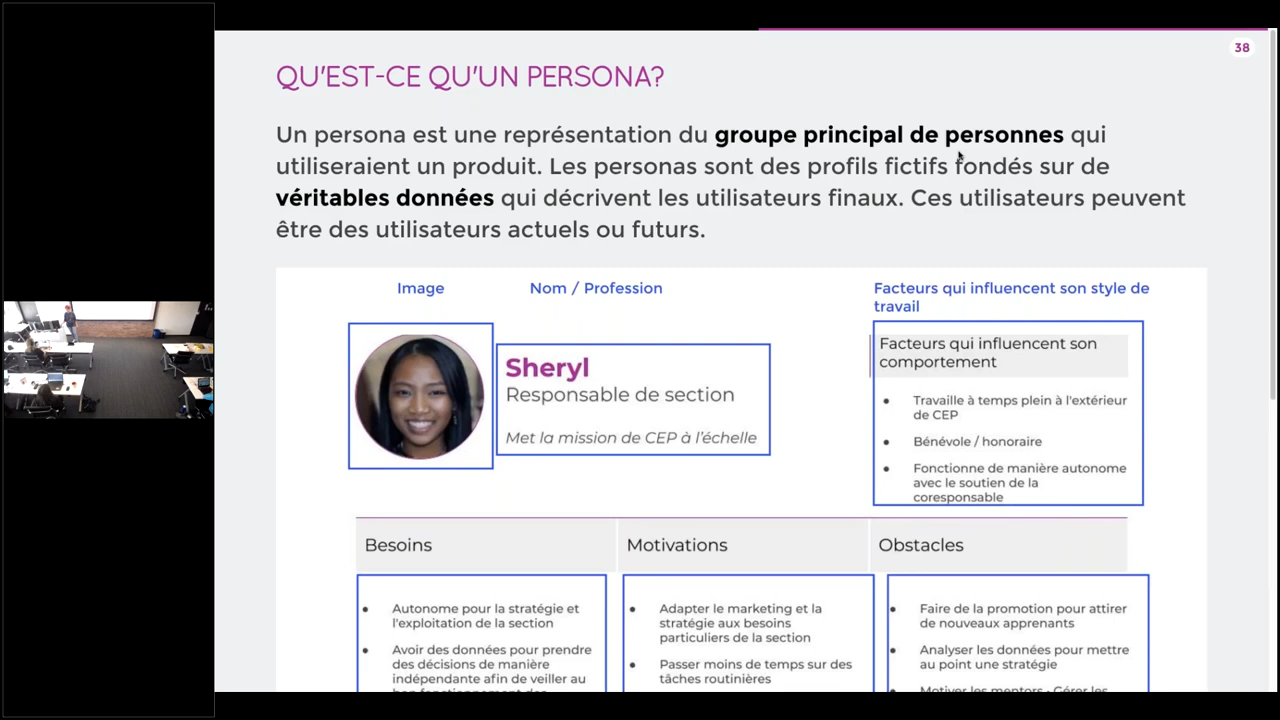 38
QU'EST-CE QU'UN PERSONA?
Un persona est une représentation du groupe principal de personnes qui
utiliseraient un produit. Les personas sont des profils fictifs fondés sur de
véritables données qui décrivent les utilisateurs finaux. Ces utilisateurs peuvent
être des utilisateurs actuels ou futurs.
Image
Nom / Profession
Facteurs qui influencent son style de
travail
Sheryl
Responsable de section
Met la mission de CEP à l'échelle
Facteurs qui influencent son
comportement
• Travaille à temps plein à l'extérieur
de CEP
• Bénévole / honoraire
• Fonctionne de manière autonome
avec le soutien de la
coresponsable
Besoins
Motivations
Obstacles
• Autonome pour la stratégie et
l'exploitation de la section
• Avoir des données pour prendre
des décisions de manière
indépendante afin de veiller au
• Adapter le marketing et la
stratégie aux besoins
particuliers de la section
• Passer moins de temps sur des
tâches routinières
• Faire de la promotion pour attirer
de nouveaux apprenants
• Analyser les données pour mettre
au point une stratégie
Motiver les mentors - Gérer les